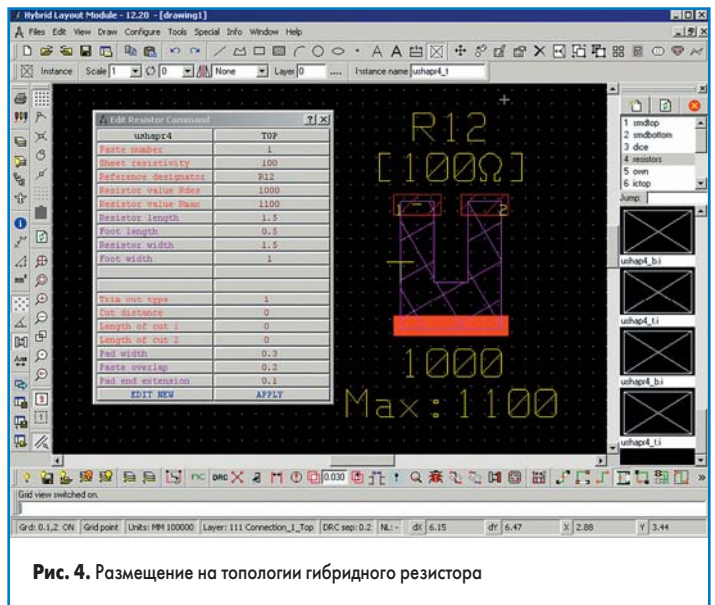 Hybrid Layout Module - 12.20 - [drawing1]
Files Edit View Draw Configure Tools Special Info Window Help
Instance Scale 1 0 None Layer 0 .... Instance name ushapr4_t
Edit Resistor Command
ushapr4 TOP
Paste number 1
Sheet resistivity 100
Reference designator R12
Resistor value Rdes 1000
Resistor value Rmax 1100
Resistor length 1.5
Foot length 0.5
Resistor width 1.5
Foot width 1
Trim cut type 1
Cut distance 0
Length of cut 1 0
Length of cut 2 0
Pad width 0.3
Paste overlap 0.2
Pad end extension 0.1
EDIT NEW APPLY
R12
[100Ω]
1 2
1000
Max:1100
1 smdtop
2 smdbottom
3 dice
4 resistors
5 own
6 ictop
Jump:
ushap4_b.i
ushap4_t.i
ushapr4_b.i
ushapr4_t.i
0.030
Grid view switched on.
Grd: 0.1,2 ON Grid point Units: MM 100000 Layer: 111 Connection_1_Top DRC sep: 0.2 NL: - dX 6.15 dY 6.47 X 2.88 Y 3.44
Рис. 4. Размещение на топологии гибридного резистора